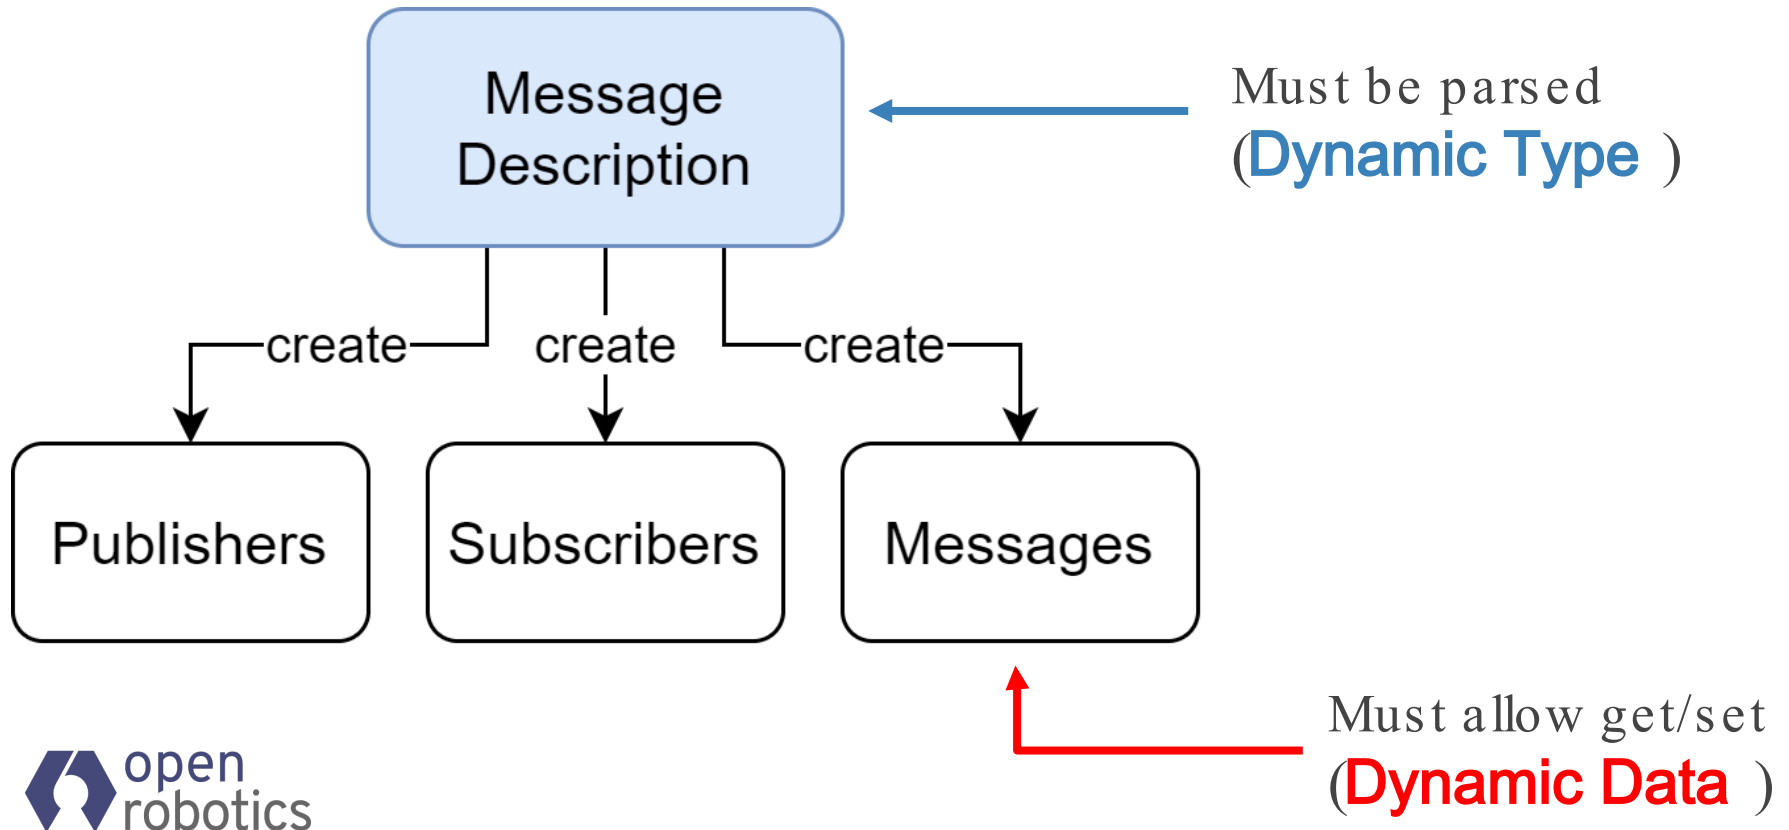 Message
Description
Must be parsed
(Dynamic Type )
create
create
create
Publishers
Subscribers
Messages
Must allow get/set
(Dynamic Data )
open
robotics